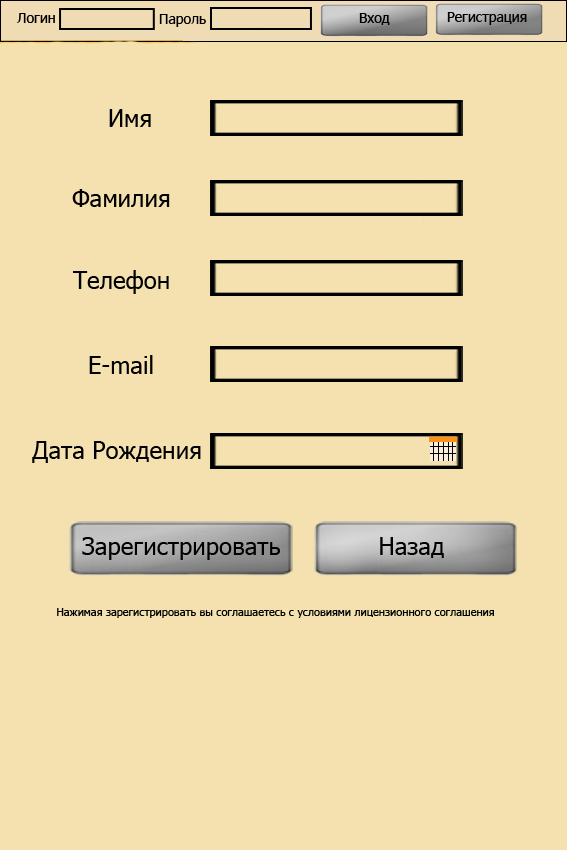 Логин Пароль Вход Регистрация
Имя
Фамилия
Телефон
E-mail
Дата Рождения
Зарегистрировать Назад
Нажимая зарегистрировать вы соглашаетесь с условиями лицензионного соглашения